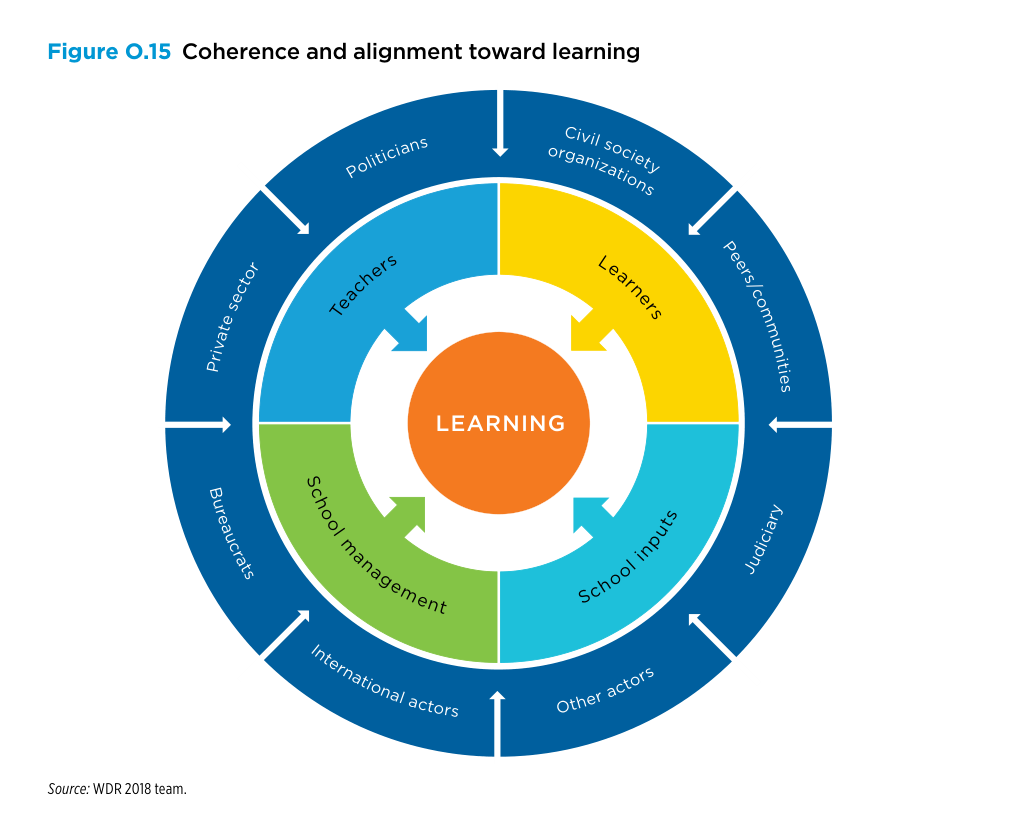 Figure O.15 Coherence and alignment toward learning
Politicians
Civil society
organizations
Private sector
Peers/communities
Teachers
Learners
LEARNING
School management
School inputs
Bureaucrats
Judiciary
International actors
Other actors
Source: WDR 2018 team.